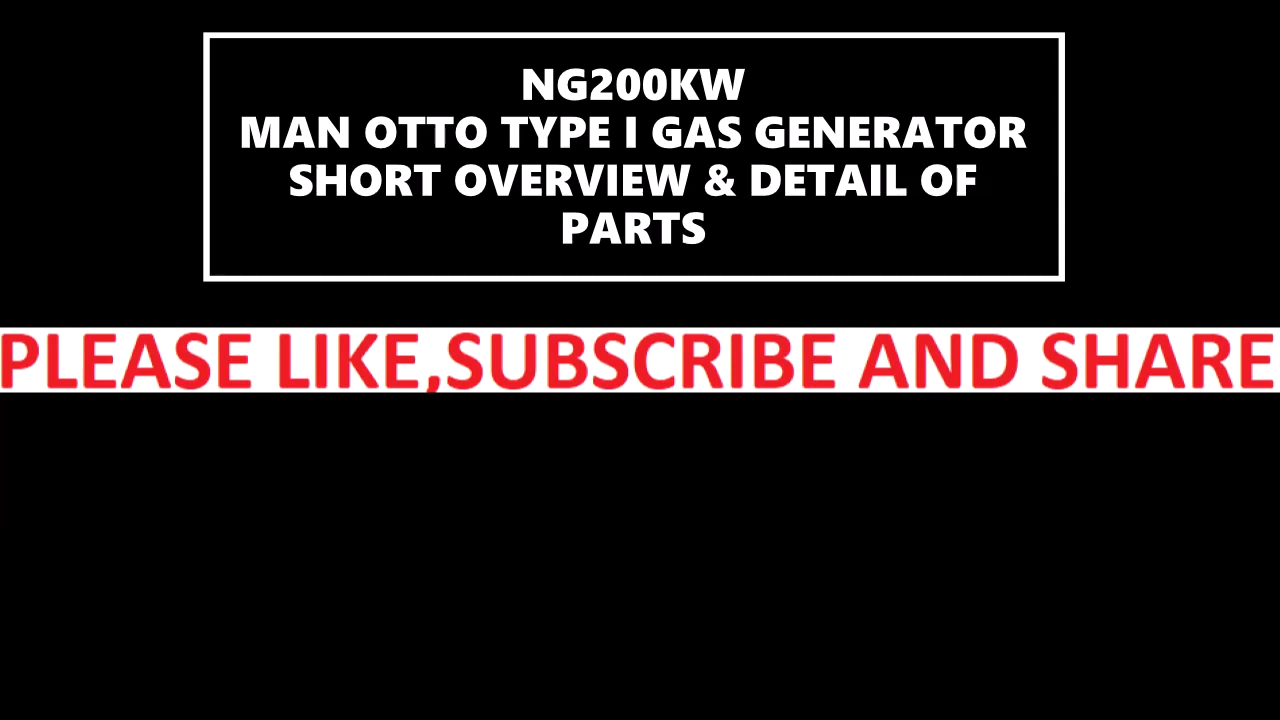 NG200KW
MAN OTTO TYPE I GAS GENERATOR
SHORT OVERVIEW & DETAIL OF
PARTS
PLEASE LIKE,SUBSCRIBE AND SHARE